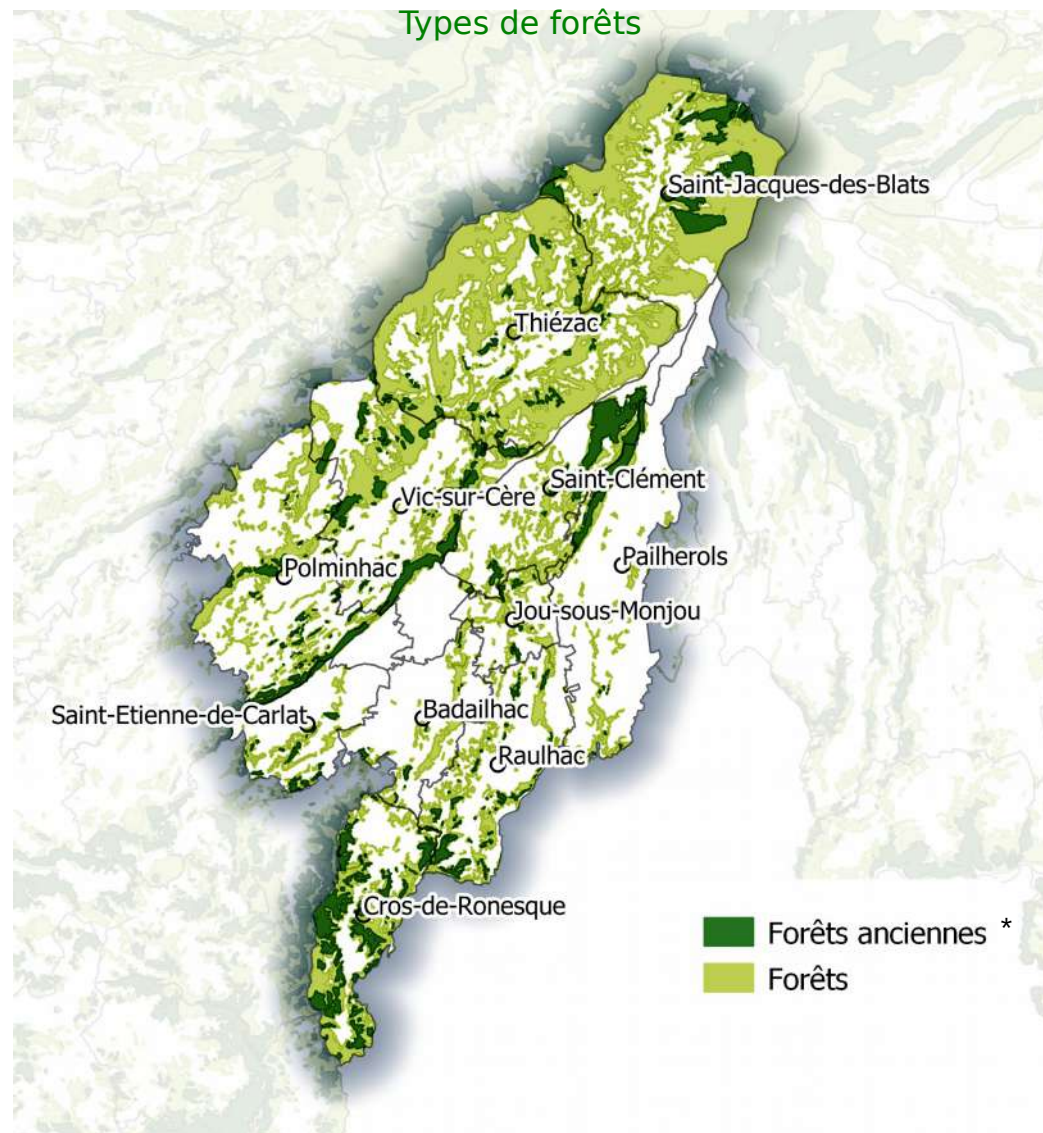 Types de forêts
Saint-Jacques-des-Blats
Thiézac
Saint-Clément
Vic-sur-Cère
Pailherols
Polminhac
Jou-sous-Monjou
Saint-Etienne-de-Carlat
Badailhac
Raulhac
Cros-de-Ronesque
Forêts anciennes *
Forêts